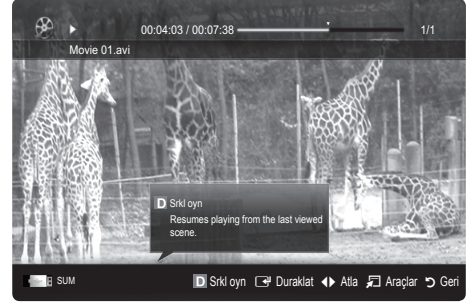 00:04:03 / 00:07:38 1/1
Movie 01.avi
D Srkl oyn
Resumes playing from the last viewed
scene.
SUM D Srkl oyn Duraklat Atla Araçlar Geri